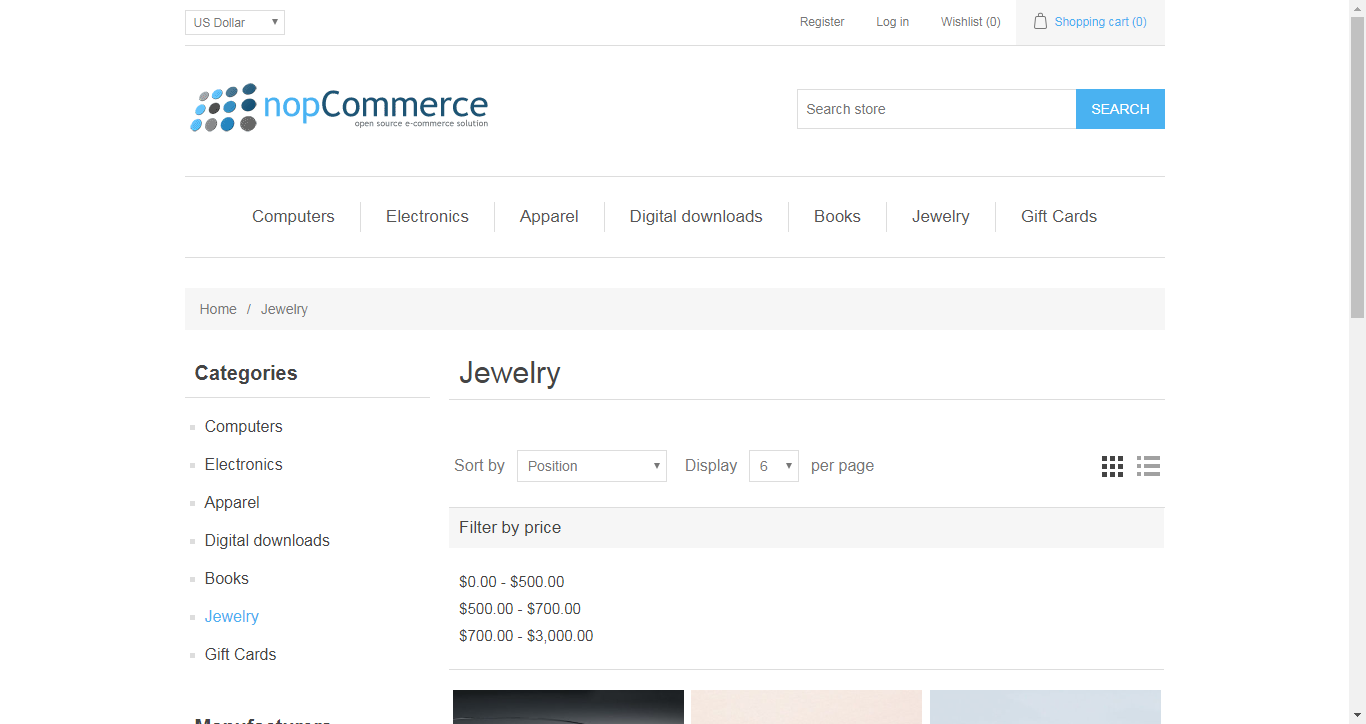 US Dollar
Register Log in Wishlist (0) Shopping cart (0)
nopCommerce
open source e-commerce solution
Search store SEARCH
Computers Electronics Apparel Digital downloads Books Jewelry Gift Cards
Home / Jewelry
Categories
Computers
Electronics
Apparel
Digital downloads
Books
Jewelry
Gift Cards
Manufacturers
Jewelry
Sort by Position Display 6 per page
Filter by price
$0.00 - $500.00
$500.00 - $700.00
$700.00 - $3,000.00